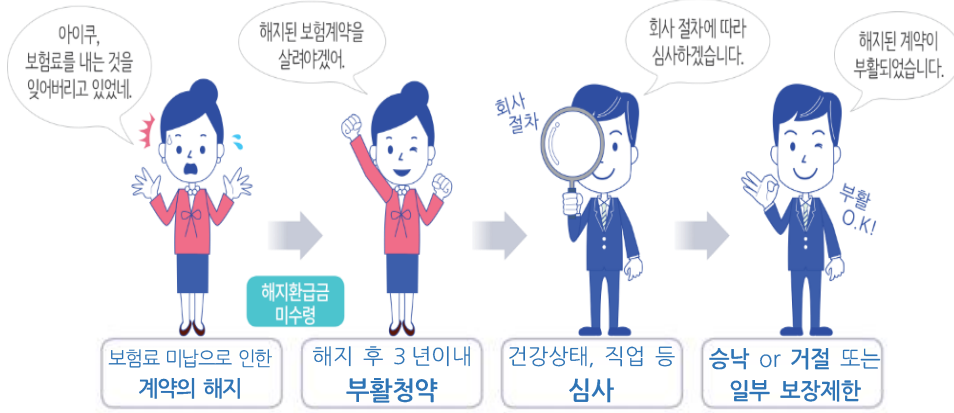 아이쿠,
보험료를 내는 것을
잊어버리고 있었네.
해지된 보험계약을
살려야겠어.
회사 절차에 따라
심사하겠습니다.
해지된 계약이
부활되었습니다.
회사
절차
부활
O.K!
해지환급금
미수령
보험료 미납으로 인한
계약의 해지
해지 후 3년이내
부활청약
건강상태, 직업 등
심사
승낙 or 거절 또는
일부 보장제한